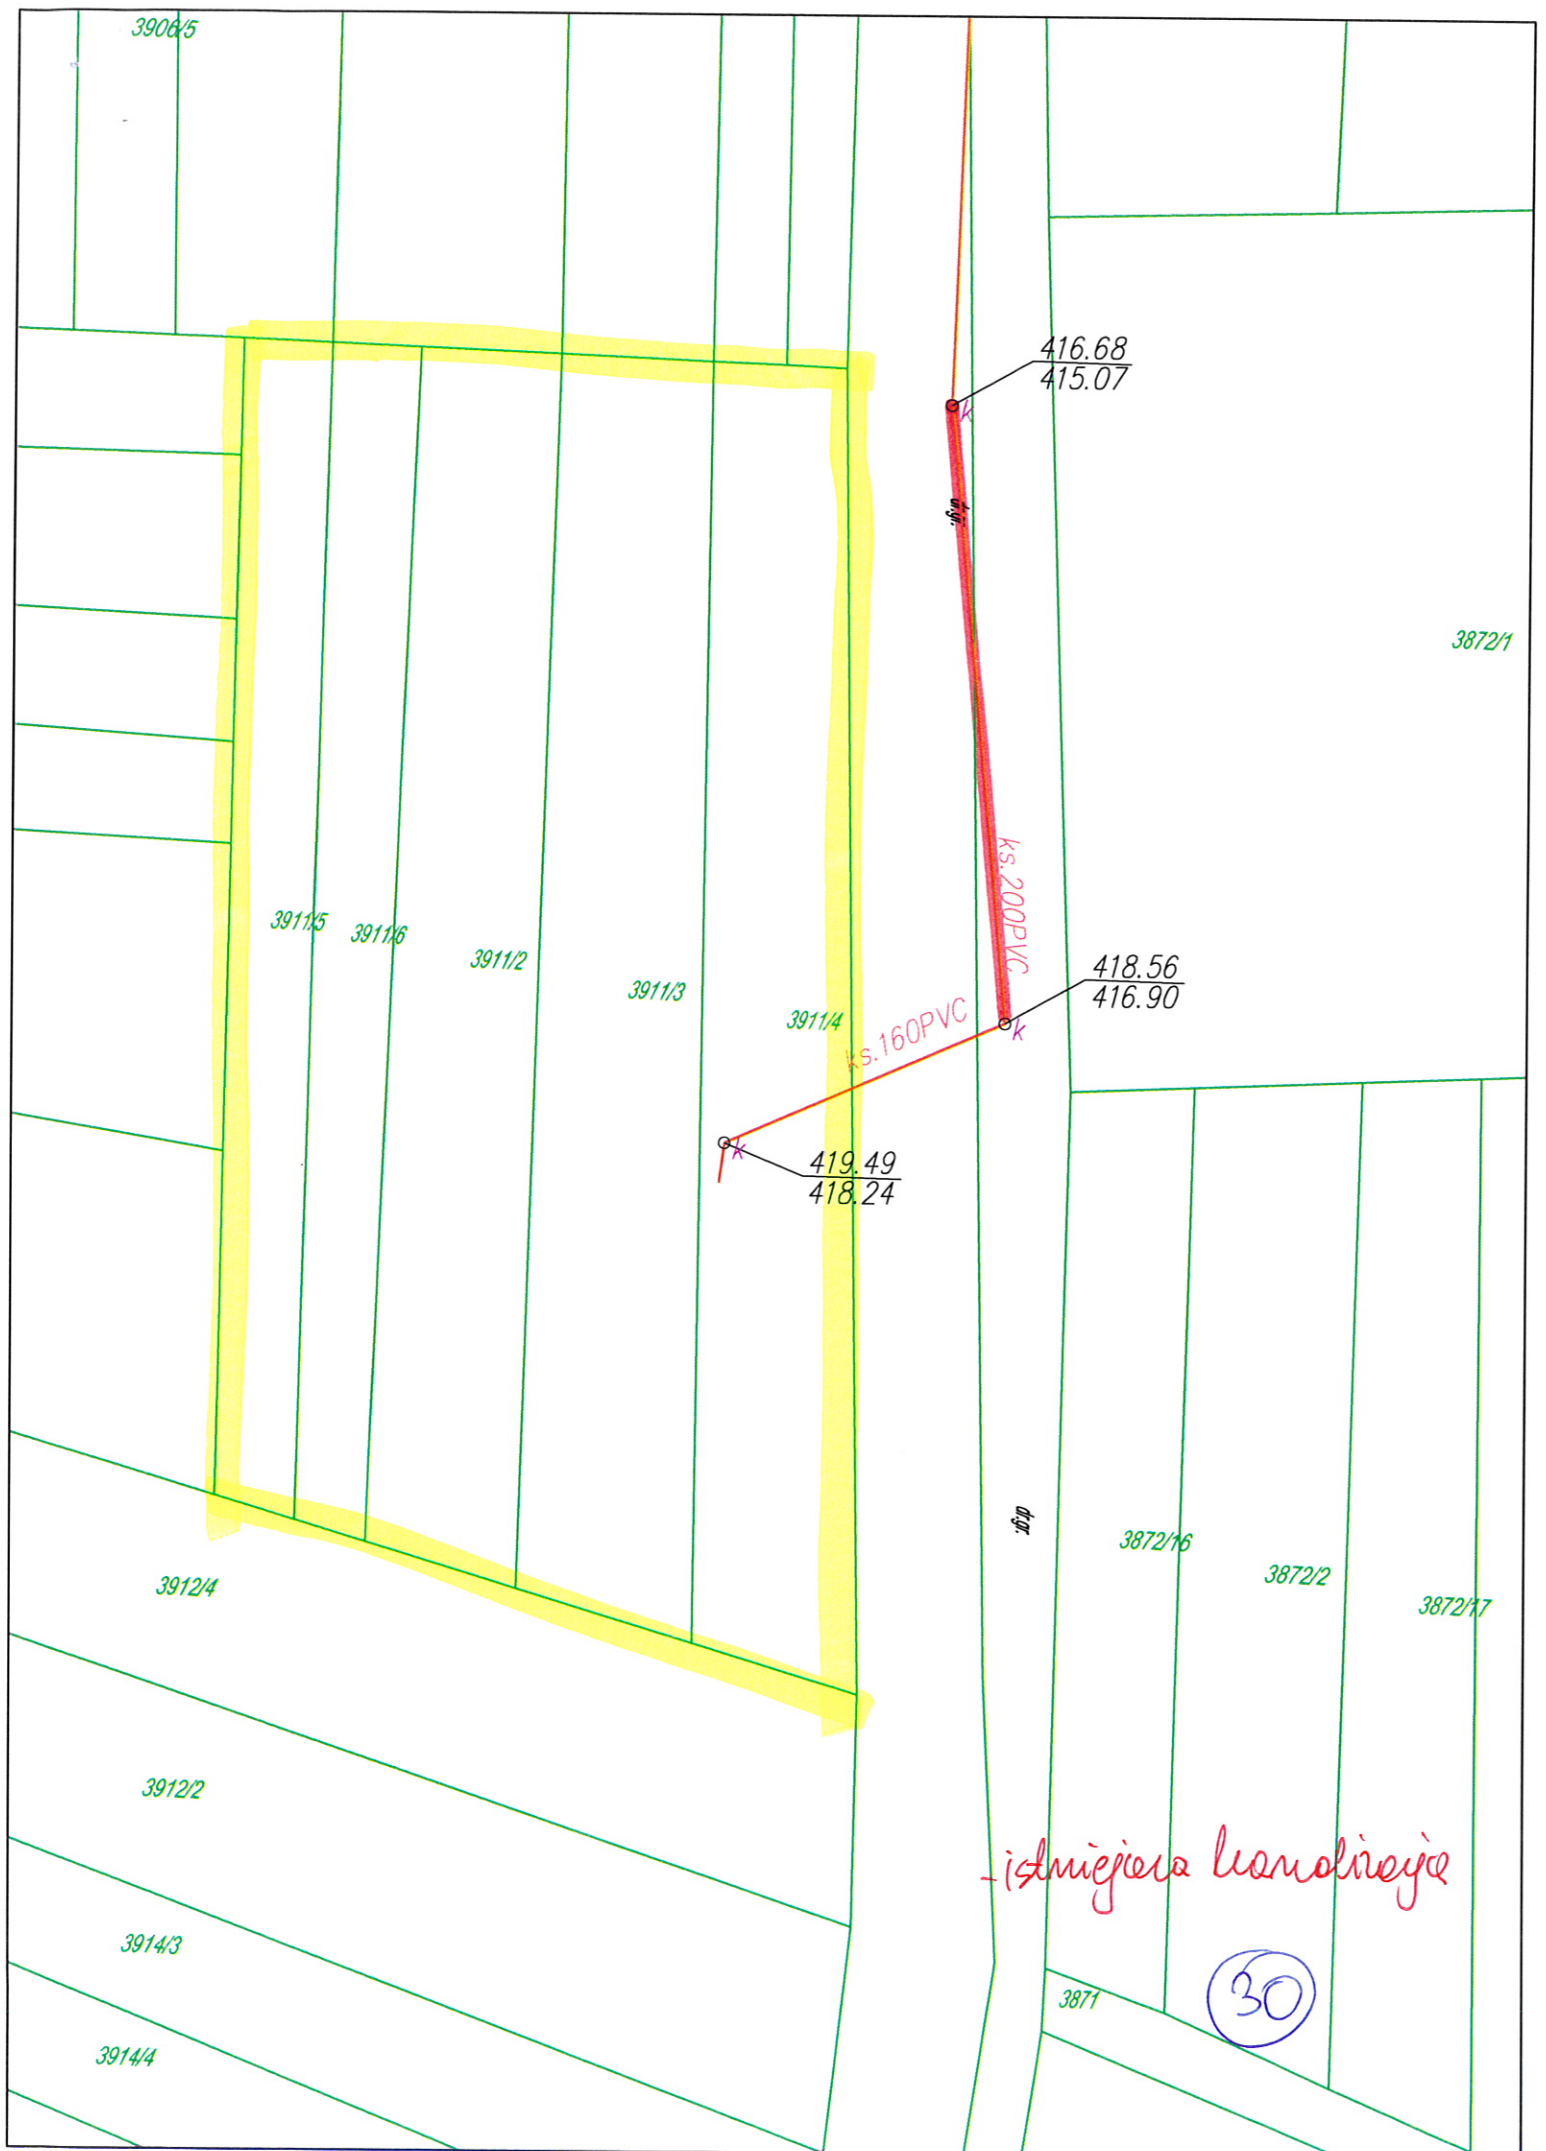 3906/5
416.68
415.07
k
dr.gr.
3872/1
ks.200PVC
3911/5
3911/6
3911/2
3911/3
3911/4
418.56
416.90
k
ks.160PVC
k
419.49
418.24
dr.gr.
3872/16
3872/2
3872/17
3912/4
3912/2
- istniejąca kanalizacja
3914/3
30
3871
3914/4